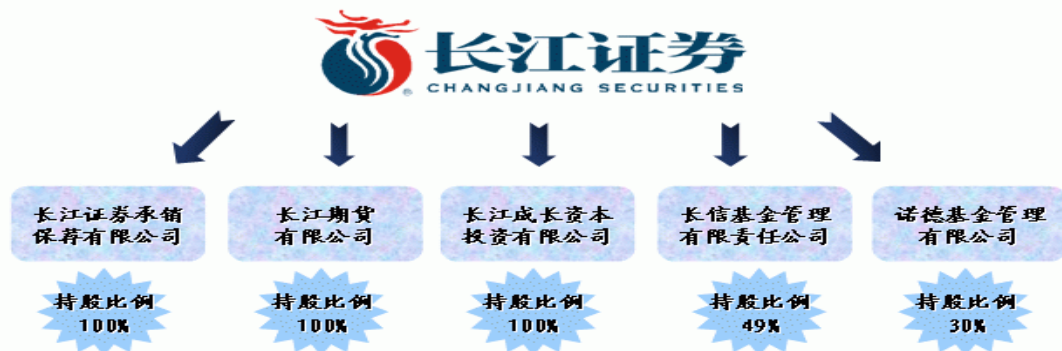 长江证券
CHANGJIANG SECURITIES
长江证券承销
保荐有限公司
长江期货
有限公司
长江成长资本
投资有限公司
长信基金管理
有限责任公司
诺德基金管理
有限公司
持股比例
100%
持股比例
100%
持股比例
100%
持股比例
49%
持股比例
30%